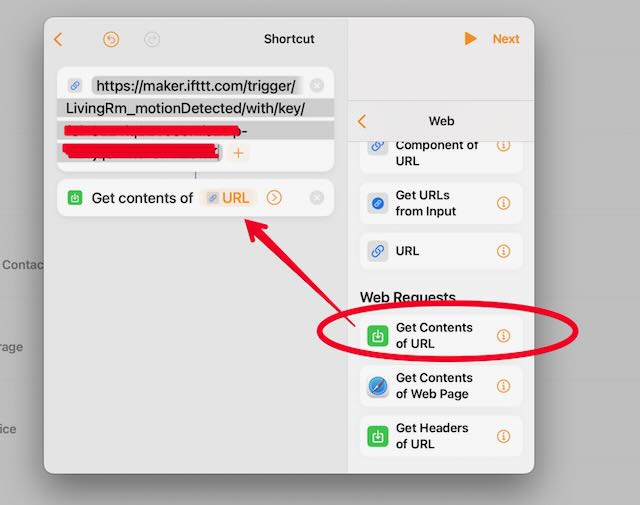 Shortcut
Next
https://maker.ifttt.com/trigger/
LivingRm_motionDetected/with/key/
Get contents of URL
Web
Component of
URL
Get URLs
from Input
URL
Web Requests
Get Contents
of URL
Get Contents
of Web Page
Get Headers
of URL
Contac
rage
ice